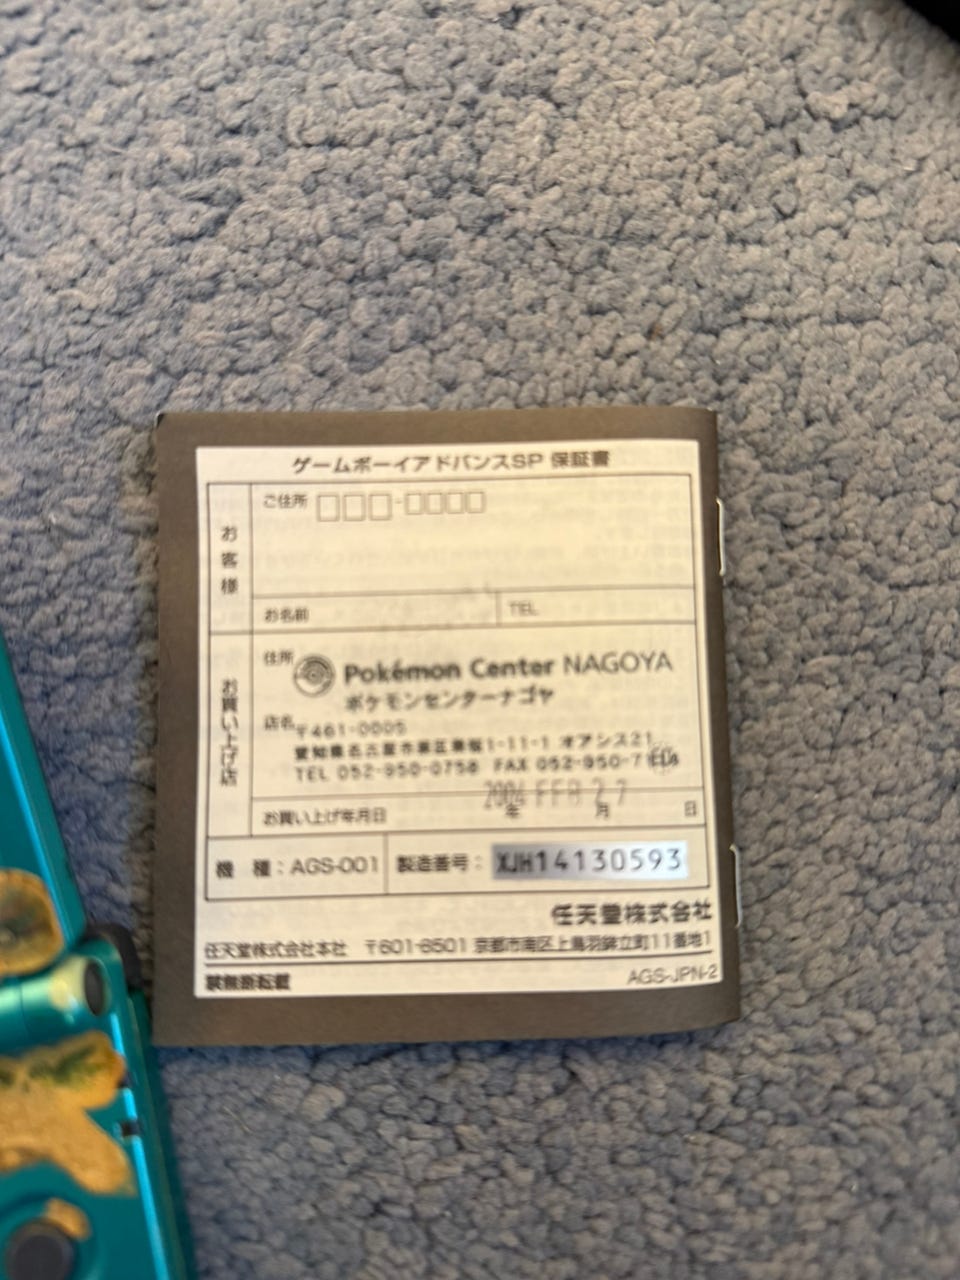 ゲームボーイアドバンスSP 保証書
お客様
ご住所 □□□-□□□□
お名前
TEL
お買い上げ店
住所
Pokémon Center NAGOYA
ポケモンセンターナゴヤ
店名
〒461-0005
愛知県名古屋市東区東桜1-11-1 オアシス21
TEL 052-950-0758 FAX 052-950-7
2004 FEB 27
お買い上げ年月日 年 月 日
機 種：AGS-001
製造番号：XJH14130593
任天堂株式会社
任天堂株式会社本社 〒601-8501 京都市南区上鳥羽鉾立町11番地1
禁無断転載
AGS-JPN-2